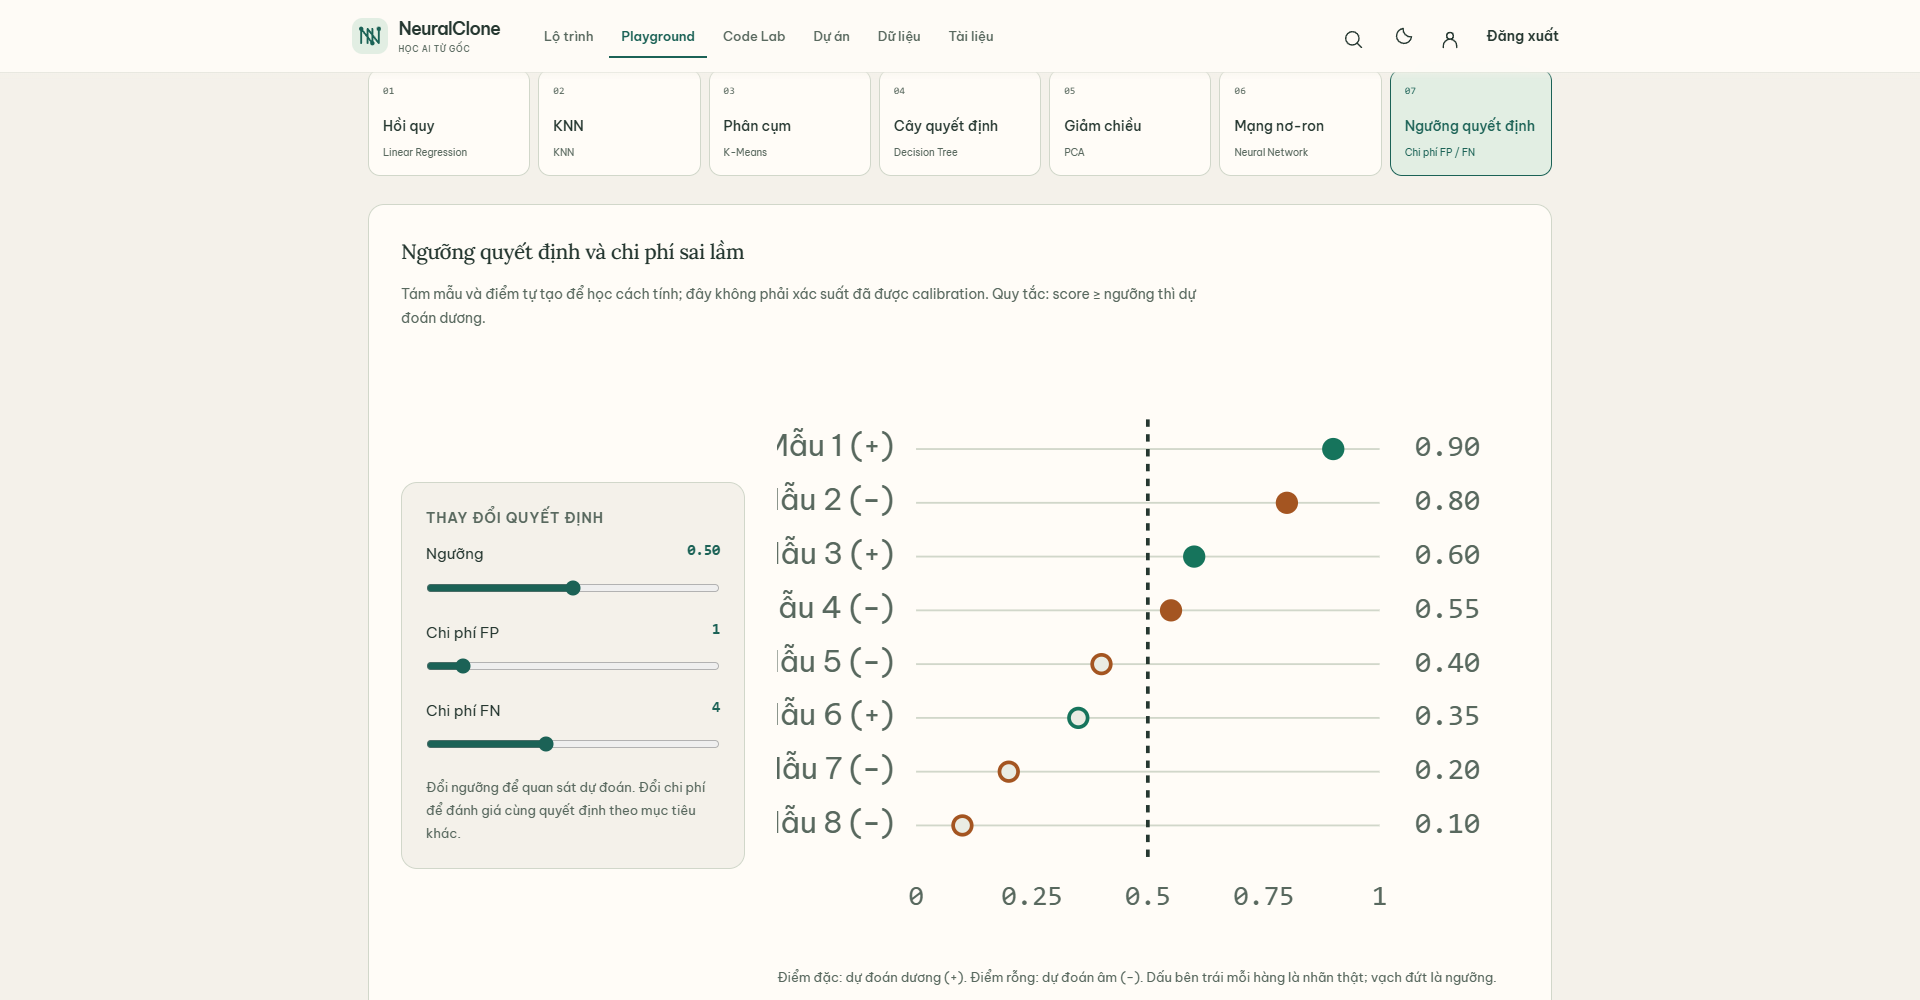 NeuralClone
HỌC AI TỪ GỐC
Lộ trình
Playground
Code Lab
Dự án
Dữ liệu
Tài liệu
Đăng xuất
01
Hồi quy
Linear Regression
02
KNN
KNN
03
Phân cụm
K-Means
04
Cây quyết định
Decision Tree
05
Giảm chiều
PCA
06
Mạng nơ-ron
Neural Network
07
Ngưỡng quyết định
Chi phí FP / FN
Ngưỡng quyết định và chi phí sai lầm
Tám mẫu và điểm tự tạo để học cách tính; đây không phải xác suất đã được calibration. Quy tắc: score ≥ ngưỡng thì dự
đoán dương.
THAY ĐỔI QUYẾT ĐỊNH
Ngưỡng 0.50
Chi phí FP 1
Chi phí FN 4
Đổi ngưỡng để quan sát dự đoán. Đổi chi phí
để đánh giá cùng quyết định theo mục tiêu
khác.
Mẫu 1 (+) 0.90
ẫu 2 (−) 0.80
ẫu 3 (+) 0.60
ẫu 4 (−) 0.55
ẫu 5 (−) 0.40
ẫu 6 (+) 0.35
ẫu 7 (−) 0.20
ẫu 8 (−) 0.10
0 0.25 0.5 0.75 1
Điểm đặc: dự đoán dương (+). Điểm rỗng: dự đoán âm (−). Dấu bên trái mỗi hàng là nhãn thật; vạch đứt là ngưỡng.